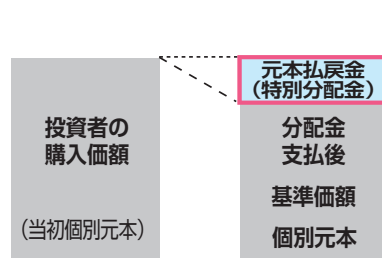 投資者の
購入価額
（当初個別元本）
元本払戻金
（特別分配金）
分配金
支払後
基準価額
個別元本